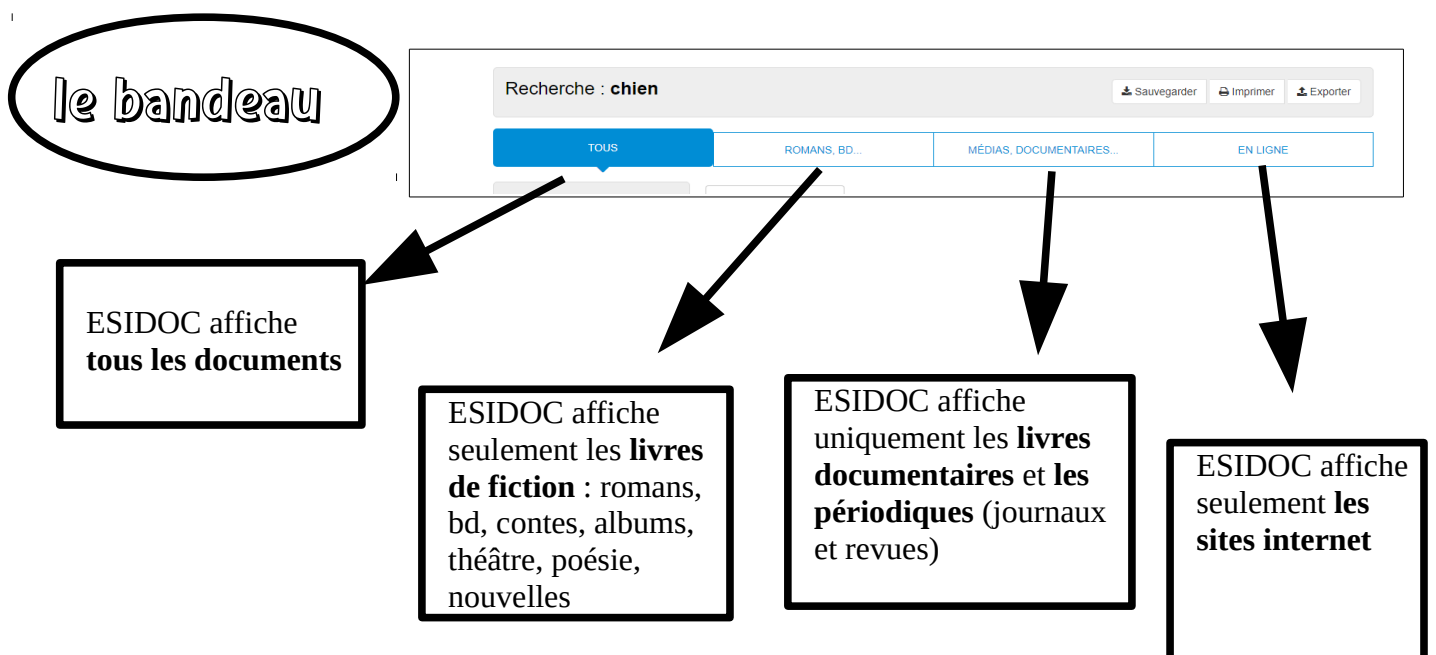 le bandeau
Recherche : chien
Sauvegarder
Imprimer
Exporter
TOUS
ROMANS, BD...
MÉDIAS, DOCUMENTAIRES...
EN LIGNE
ESIDOC affiche
tous les documents
ESIDOC affiche
seulement les livres
de fiction : romans,
bd, contes, albums,
théâtre, poésie,
nouvelles
ESIDOC affiche
uniquement les livres
documentaires et les
périodiques (journaux
et revues)
ESIDOC affiche
seulement les
sites internet